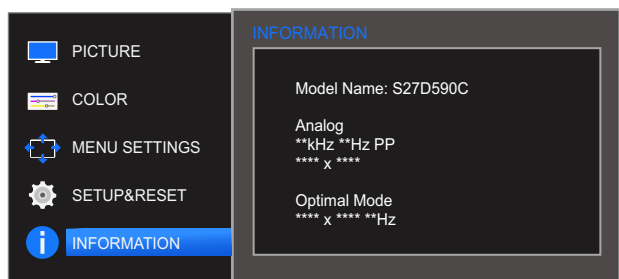 PICTURE
COLOR
MENU SETTINGS
SETUP&RESET
INFORMATION
INFORMATION
Model Name: S27D590C
Analog
**kHz **Hz PP
**** x ****
Optimal Mode
**** x **** **Hz